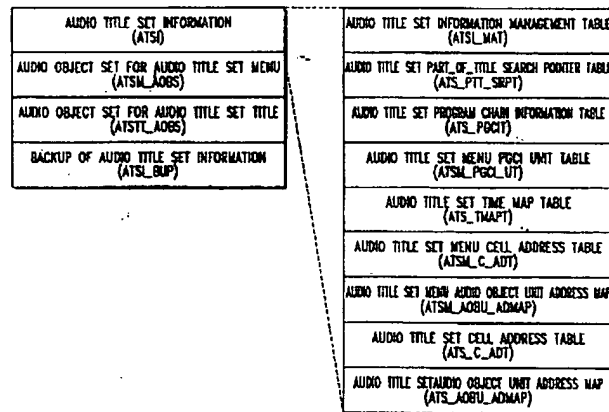 AUDIO TITLE SET INFORMATION
(ATSI)
AUDIO OBJECT SET FOR AUDIO TITLE SET MENU
(ATSM_AOBS)
AUDIO OBJECT SET FOR AUDIO TITLE SET TITLE
(ATSTT_AOBS)
BACKUP OF AUDIO TITLE SET INFORMATION
(ATSI_BUP)
AUDIO TITLE SET INFORMATION MANAGEMENT TABLE
(ATSI_MAT)
AUDIO TITLE SET PART_OF_TITLE SEARCH POINTER TABLE
(ATS_PTT_SRPT)
AUDIO TITLE SET PROGRAM CHAIN INFORMATION TABLE
(ATS_PGCIT)
AUDIO TITLE SET MENU PGCI UNIT TABLE
(ATSM_PGCI_UT)
AUDIO TITLE SET TIME MAP TABLE
(ATS_TMAPT)
AUDIO TITLE SET MENU CELL ADDRESS TABLE
(ATSM_C_ADT)
AUDIO TITLE SET MENU AUDIO OBJECT UNIT ADDRESS MAP
(ATSM_AOBU_ADMAP)
AUDIO TITLE SET CELL ADDRESS TABLE
(ATS_C_ADT)
AUDIO TITLE SETAUDIO OBJECT UNIT ADDRESS MAP
(ATS_AOBU_ADMAP)